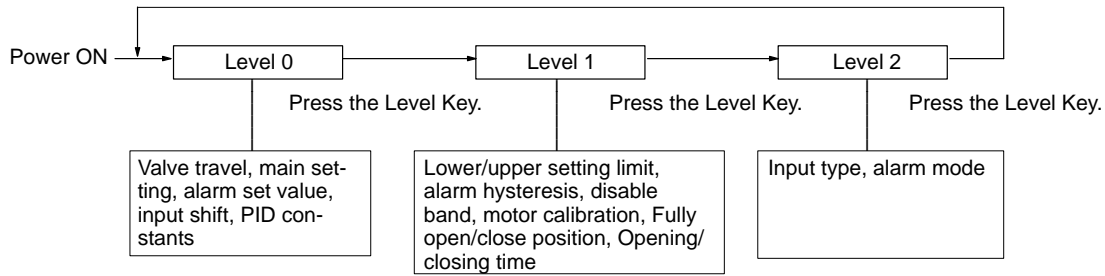 Power ON
Level 0
Level 1
Level 2
Press the Level Key.
Press the Level Key.
Press the Level Key.
Valve travel, main set-
ting, alarm set value,
input shift, PID con-
stants
Lower/upper setting limit,
alarm hysteresis, disable
band, motor calibration, Fully
open/close position, Opening/
closing time
Input type, alarm mode